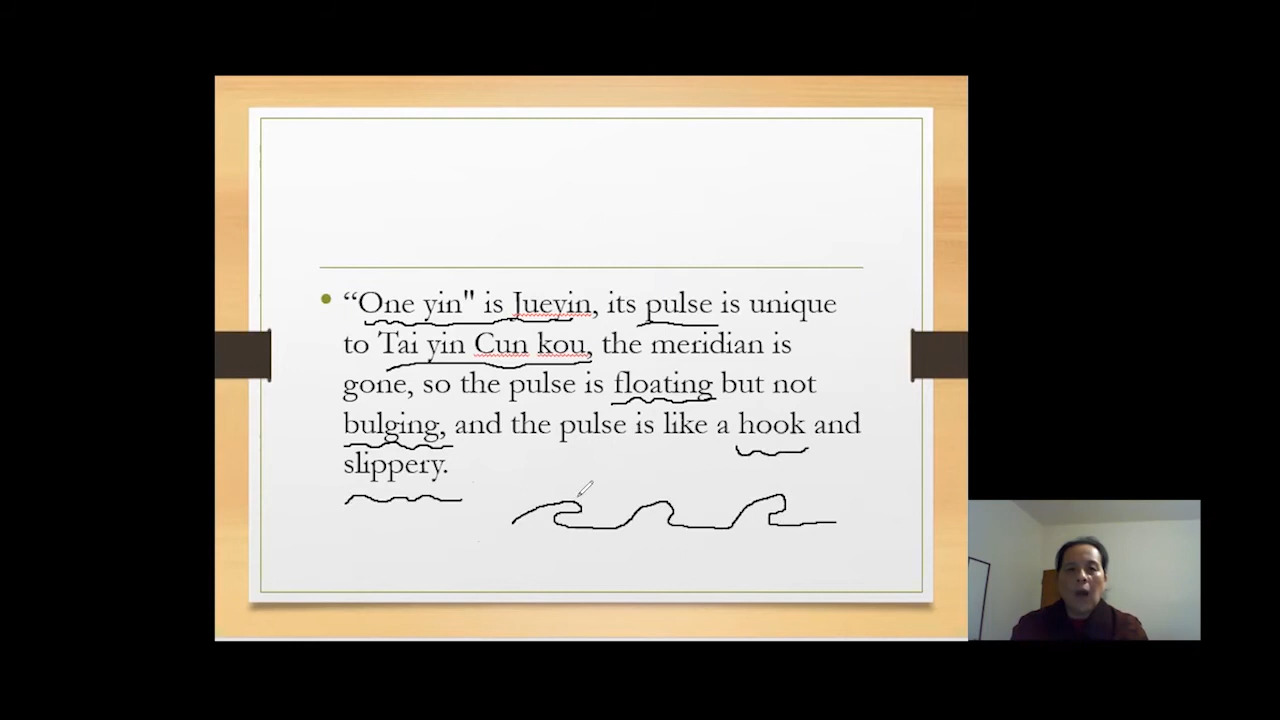 “One yin" is Jueyin, its pulse is unique
to Tai yin Cun kou, the meridian is
gone, so the pulse is floating but not
bulging, and the pulse is like a hook and
slippery.